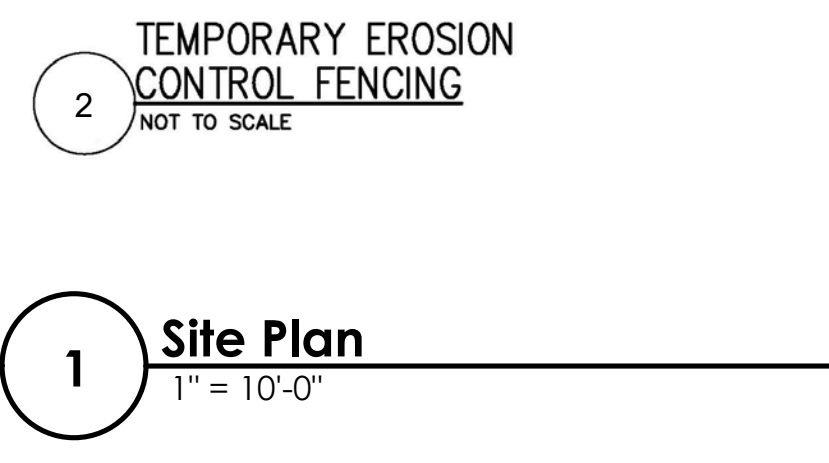 TEMPORARY EROSION
2 CONTROL FENCING
NOT TO SCALE
1 Site Plan
1" = 10'-0"